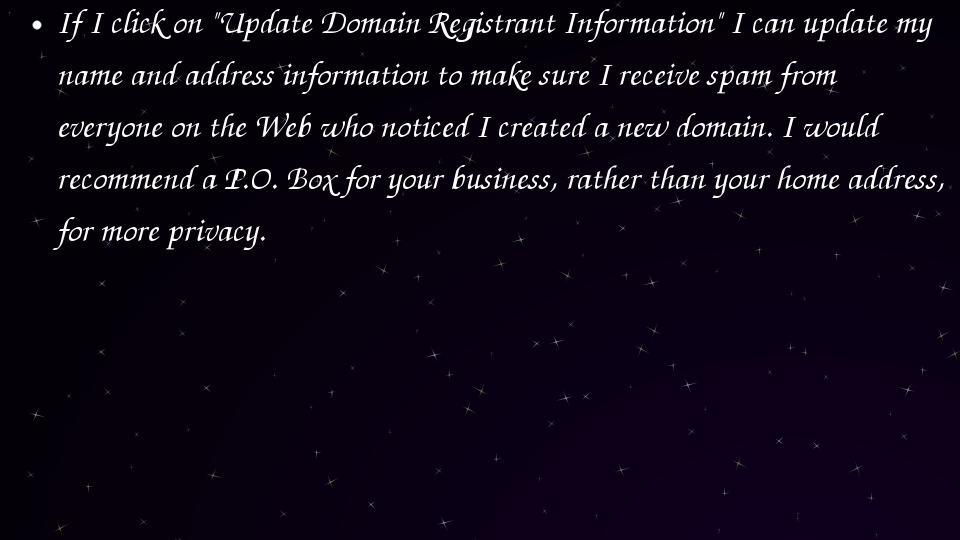 • If I click on "Update Domain Registrant Information" I can update my
name and address information to make sure I receive spam from
everyone on the Web who noticed I created a new domain. I would
recommend a P.O. Box for your business, rather than your home address,
for more privacy.